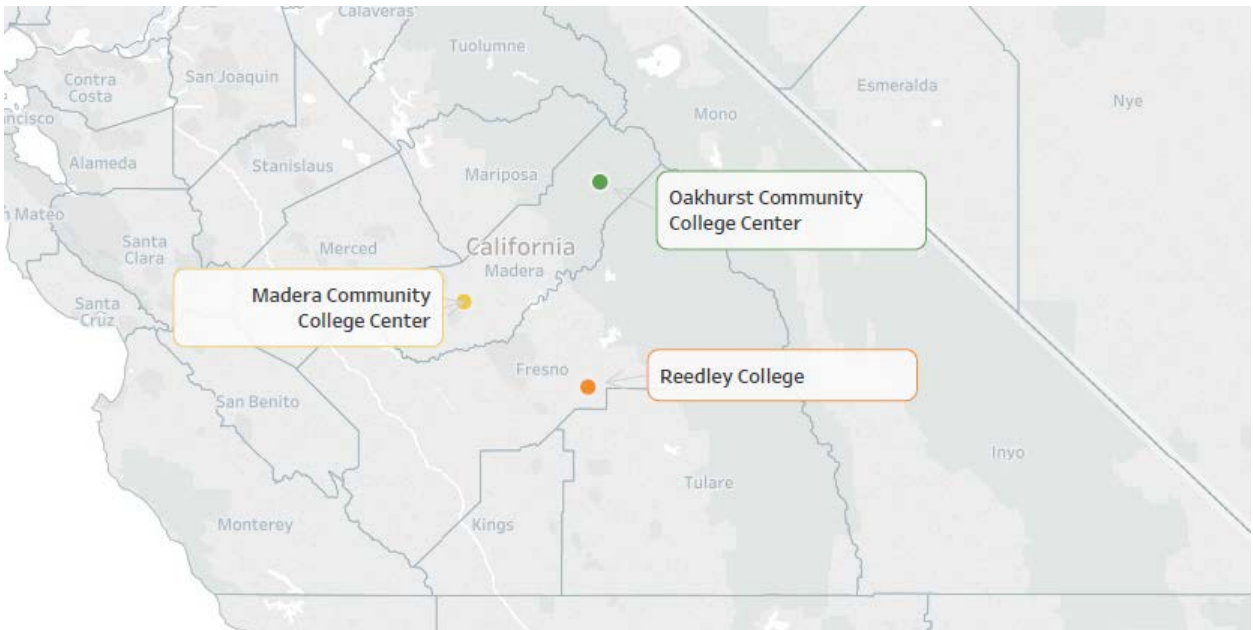 Calaveras
Tuolumne
Contra
Costa
San Joaquin
ncisco
Esmeralda
Nye
Mono
Alameda
Stanislaus
Mariposa
Oakhurst Community
College Center
n Mateo
Santa
Clara
Merced
California
Madera
Madera Community
College Center
Santa
Cruz
Fresno
Reedley College
San Benito
Inyo
Tulare
Monterey
Kings